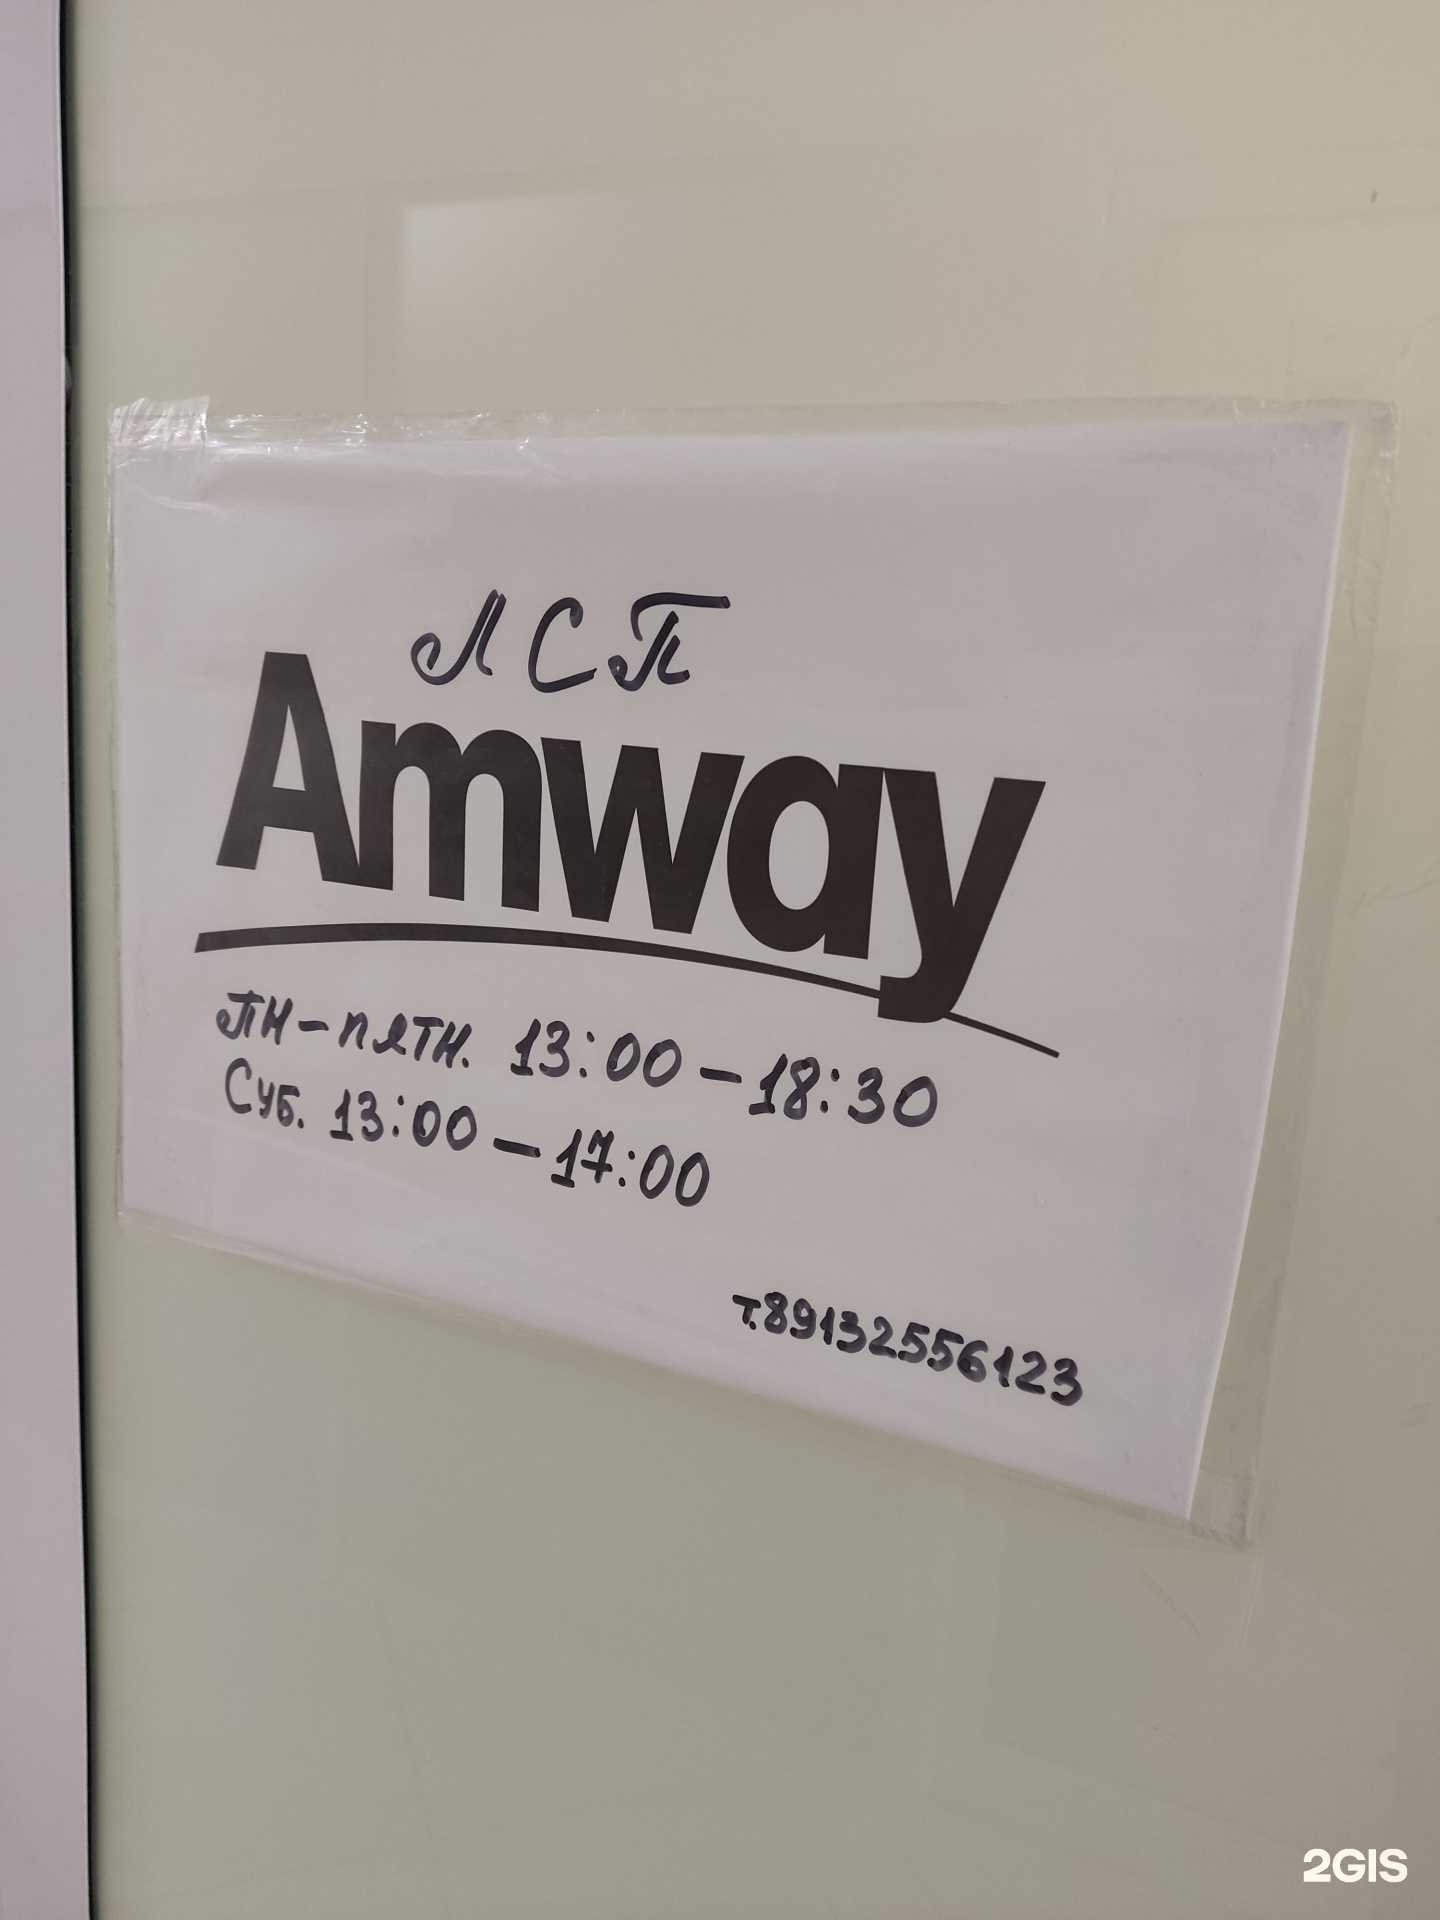 ЛСП
Amway
ПН-ПЯТН. 13:00-18:30
СУБ. 13:00-17:00
т.89132556123
2GIS